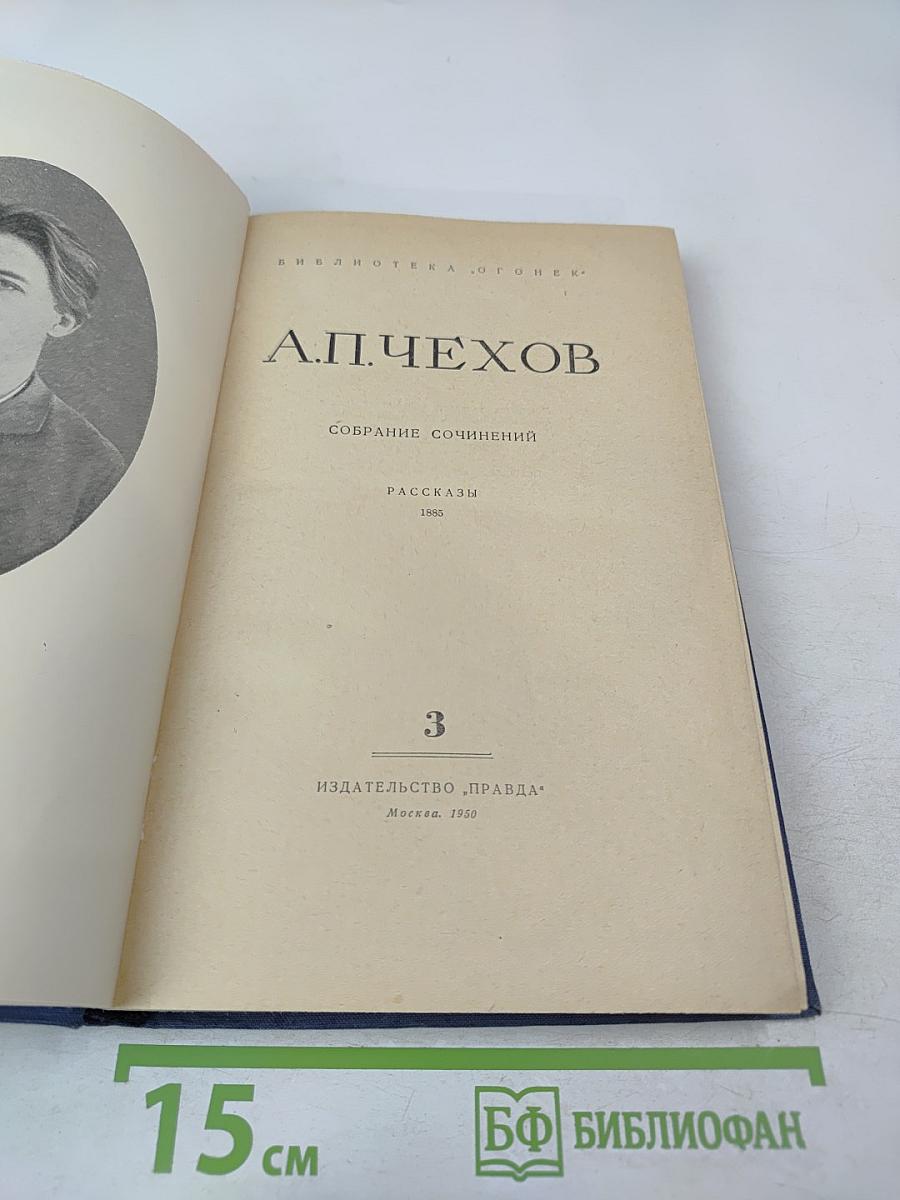 БИБЛИОТЕКА „ОГОНЕК“
А.П.ЧЕХОВ
СОБРАНИЕ СОЧИНЕНИЙ
РАССКАЗЫ
1885
3
ИЗДАТЕЛЬСТВО „ПРАВДА“
Москва. 1950
15 см
БФ БИБЛИОФАН